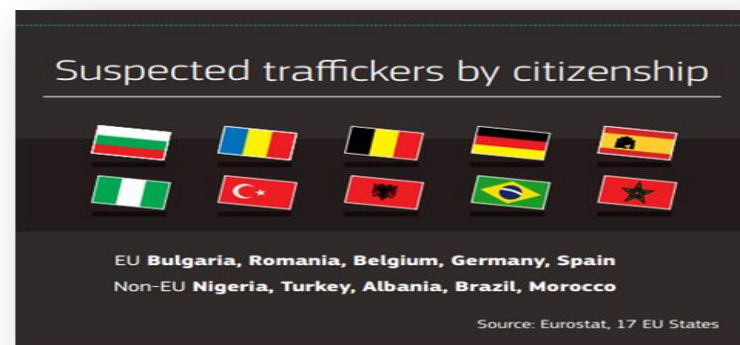 Suspected traffickers by citizenship
EU Bulgaria, Romania, Belgium, Germany, Spain
Non-EU Nigeria, Turkey, Albania, Brazil, Morocco
Source: Eurostat, 17 EU States